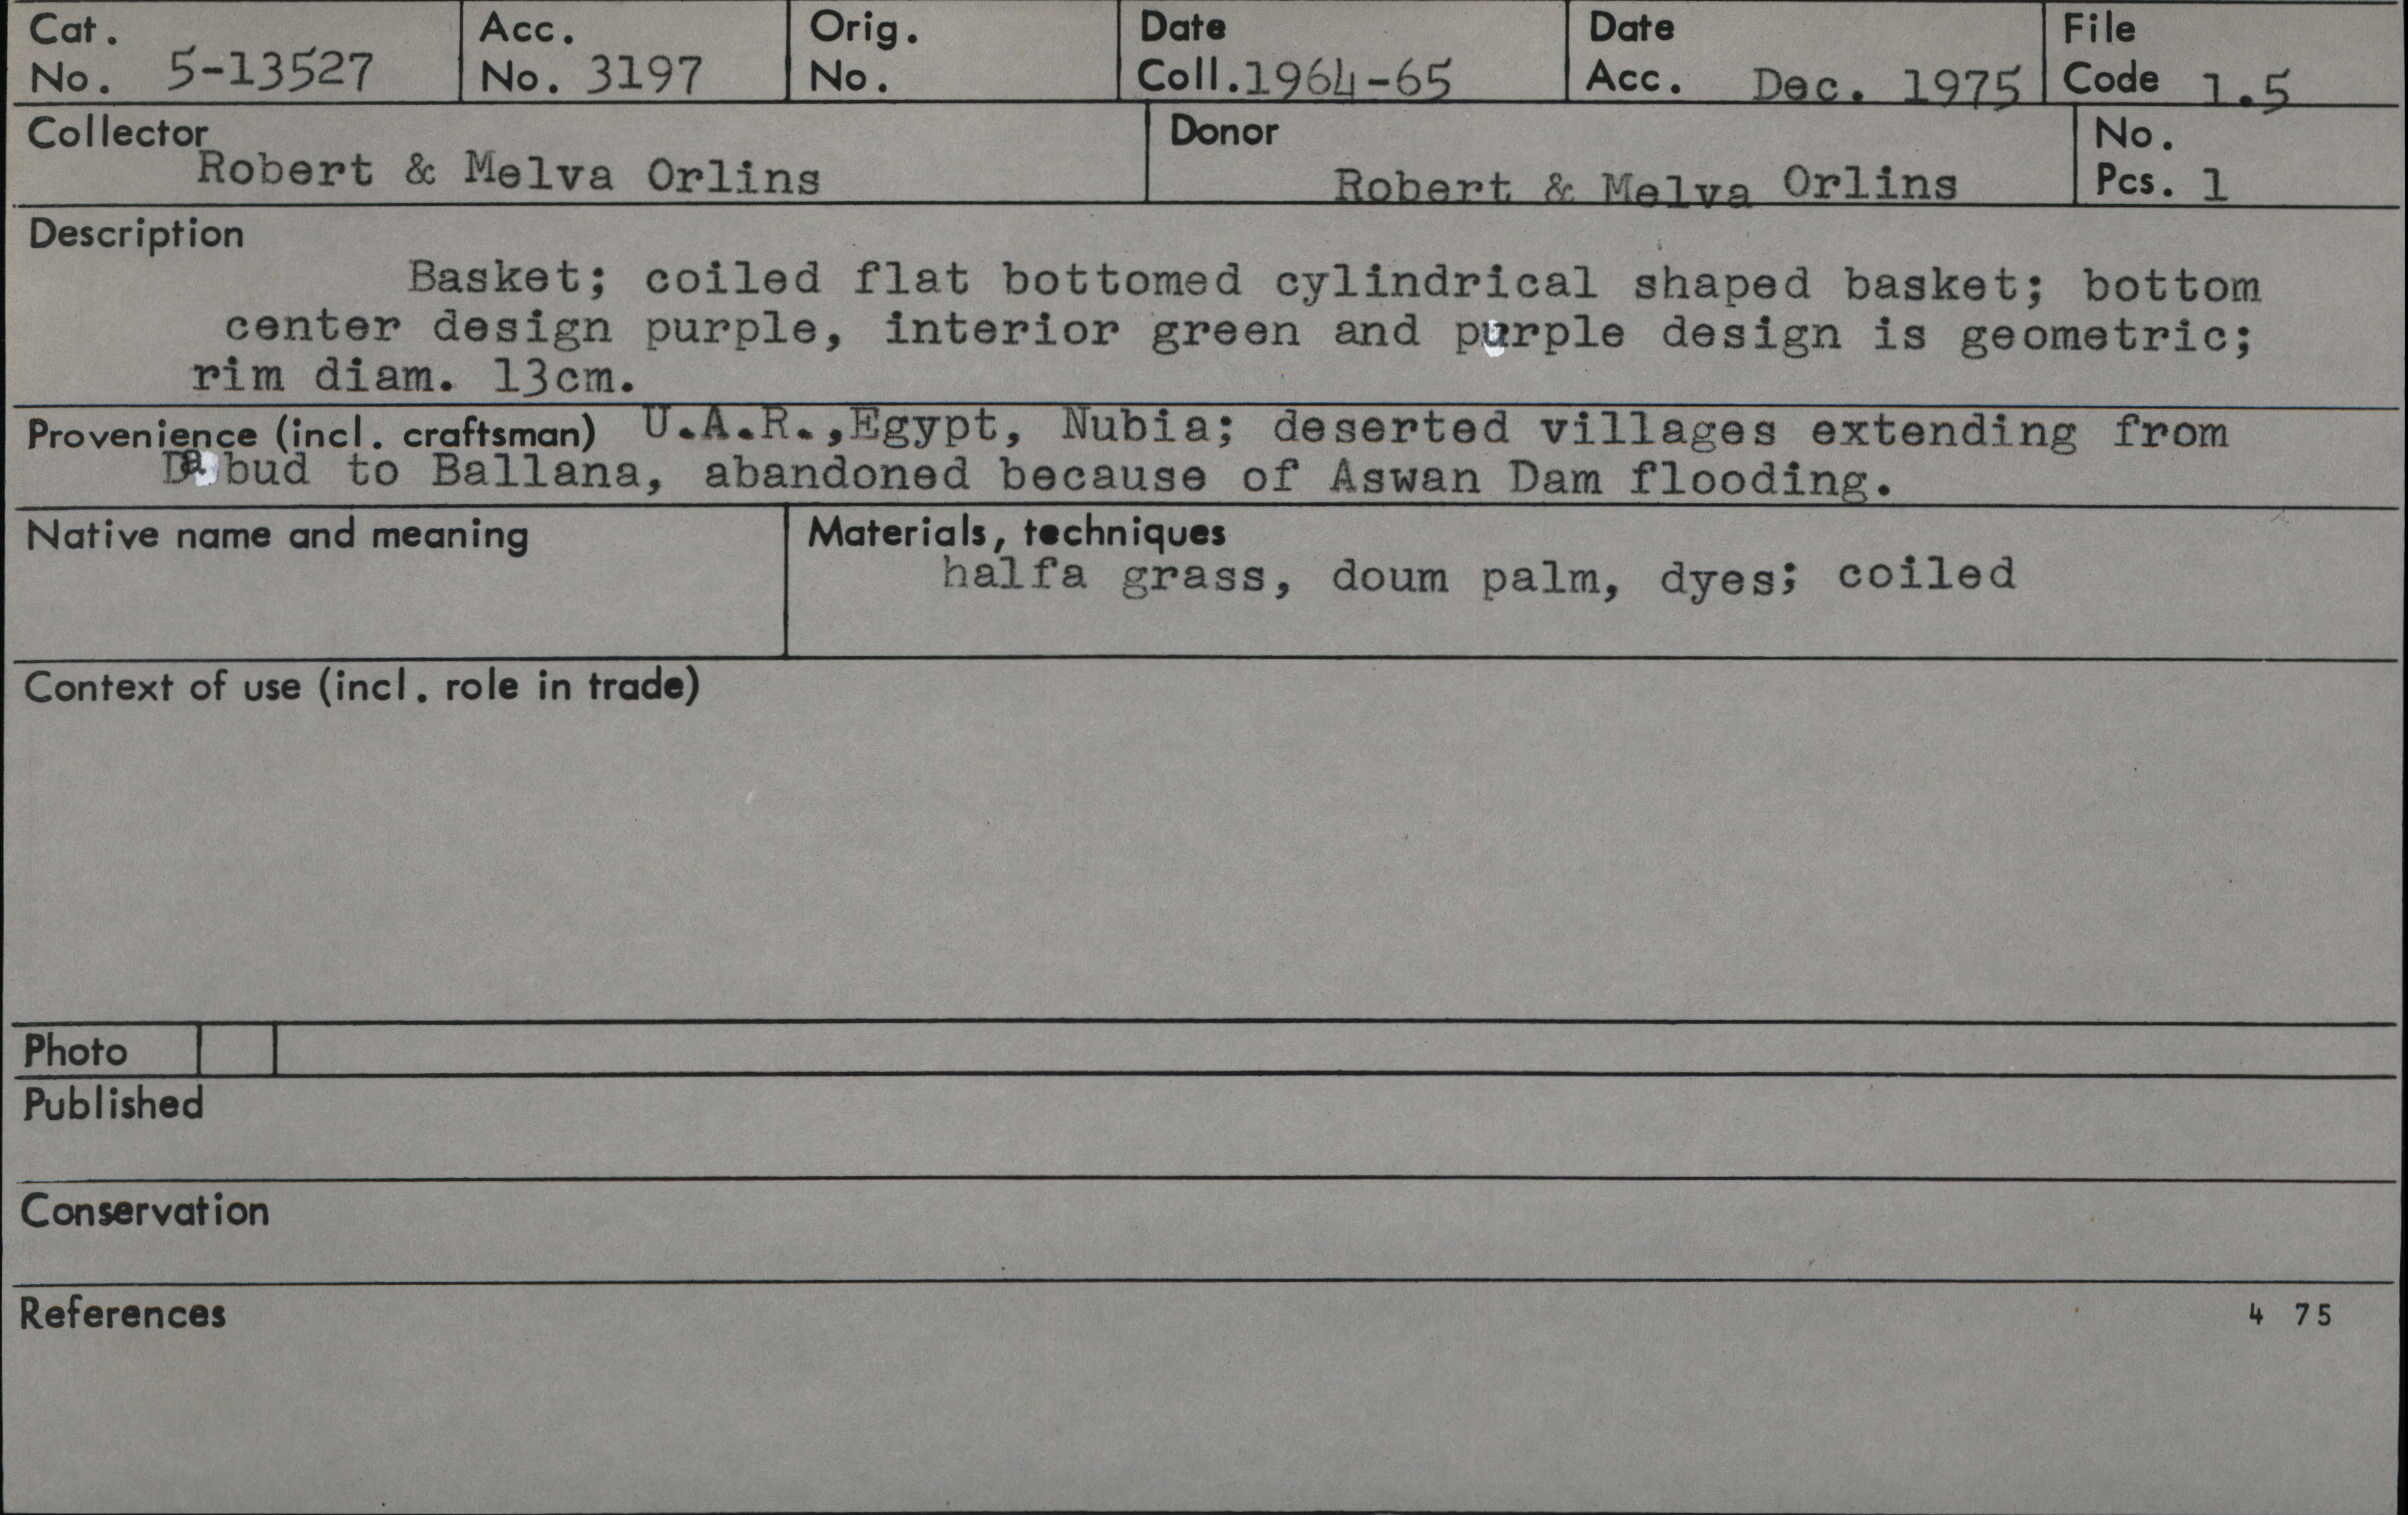 Cat. No. 5-13527 Acc. No. 3197 Orig. No. Date Coll. 1964-65 Date Acc. Dec. 1975 File Code 1.5
Collector Robert & Melva Orlins Donor Robert & Melva Orlins No. Pcs. 1
Description
Basket; coiled flat bottomed cylindrical shaped basket; bottom
center design purple, interior green and purple design is geometric;
rim diam. 13cm.
Provenience (incl. craftsman) U.A.R.,Egypt, Nubia; deserted villages extending from
Dabud to Ballana, abandoned because of Aswan Dam flooding.
Native name and meaning Materials, techniques
halfa grass, doum palm, dyes; coiled
Context of use (incl. role in trade)
Photo
Published
Conservation
References 4 75